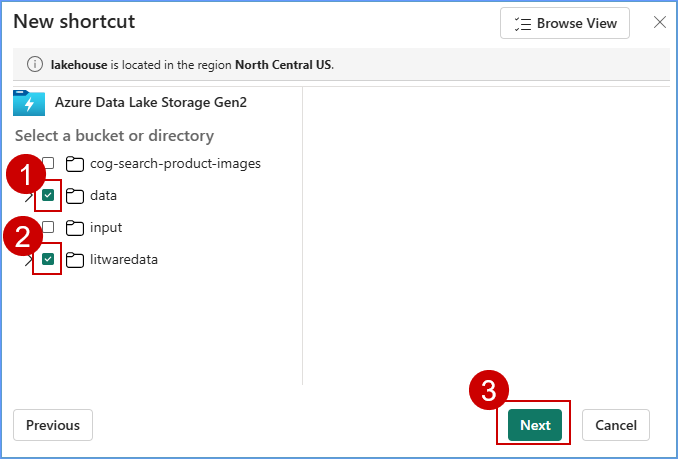 New shortcut
Browse View
lakehouse is located in the region North Central US.
Azure Data Lake Storage Gen2
Select a bucket or directory
cog-search-product-images
1
data
input
2
litwaredata
3
Previous
Next
Cancel